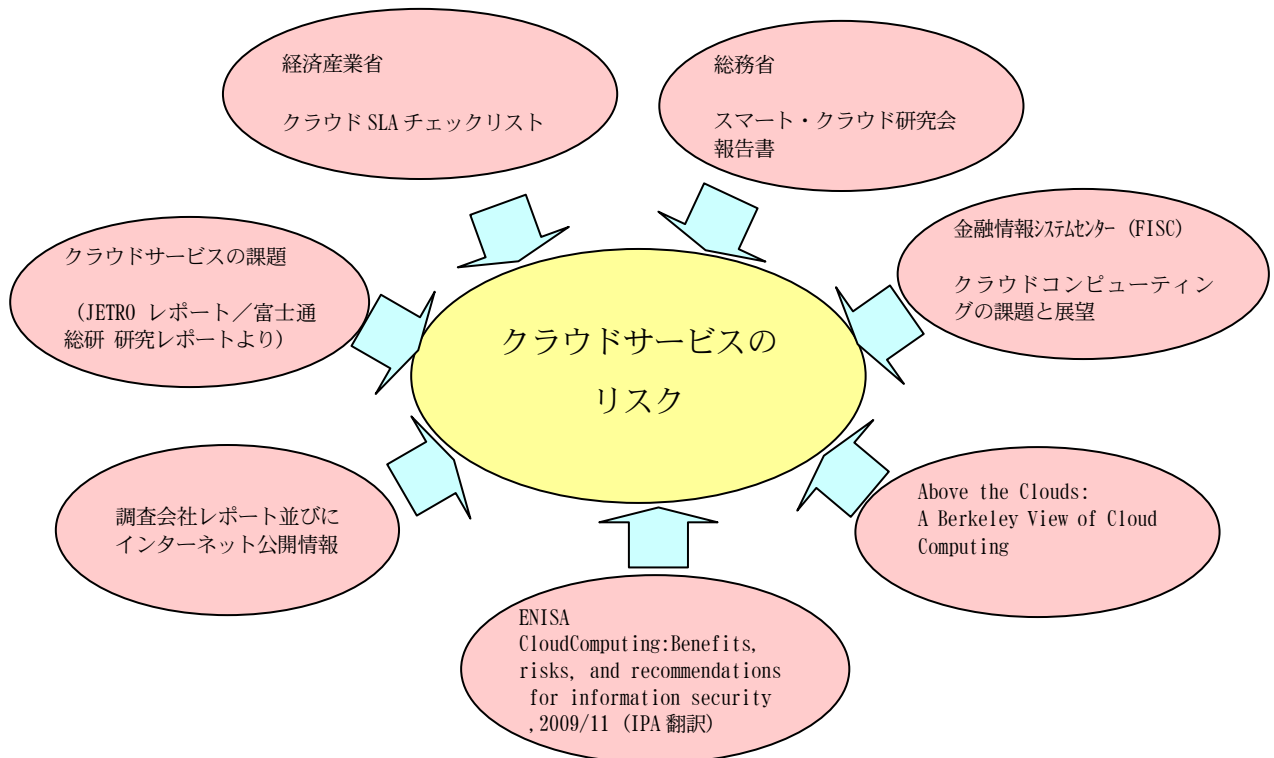 経済産業省
クラウド SLA チェックリスト
総務省
スマート・クラウド研究会
報告書
クラウドサービスの課題
(JETRO レポート/富士通
総研 研究レポートより)
金融情報ｼｽﾃﾑｾﾝﾀｰ (FISC)
クラウドコンピューティン
グの課題と展望
クラウドサービスの
リスク
調査会社レポート並びに
インターネット公開情報
Above the Clouds:
A Berkeley View of Cloud
Computing
ENISA
CloudComputing:Benefits,
risks, and recommendations
for information security
,2009/11 (IPA 翻訳)